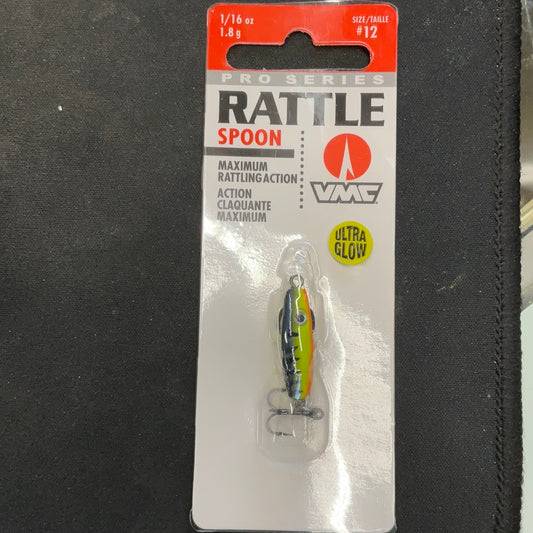 1/16 oz
1.8 g
SIZE/TAILLE
#12
PRO SERIES
RATTLE
SPOON
MAXIMUM
RATTLING ACTION
ACTION
CLAQUANTE
MAXIMUM
VMC
ULTRA
GLOW